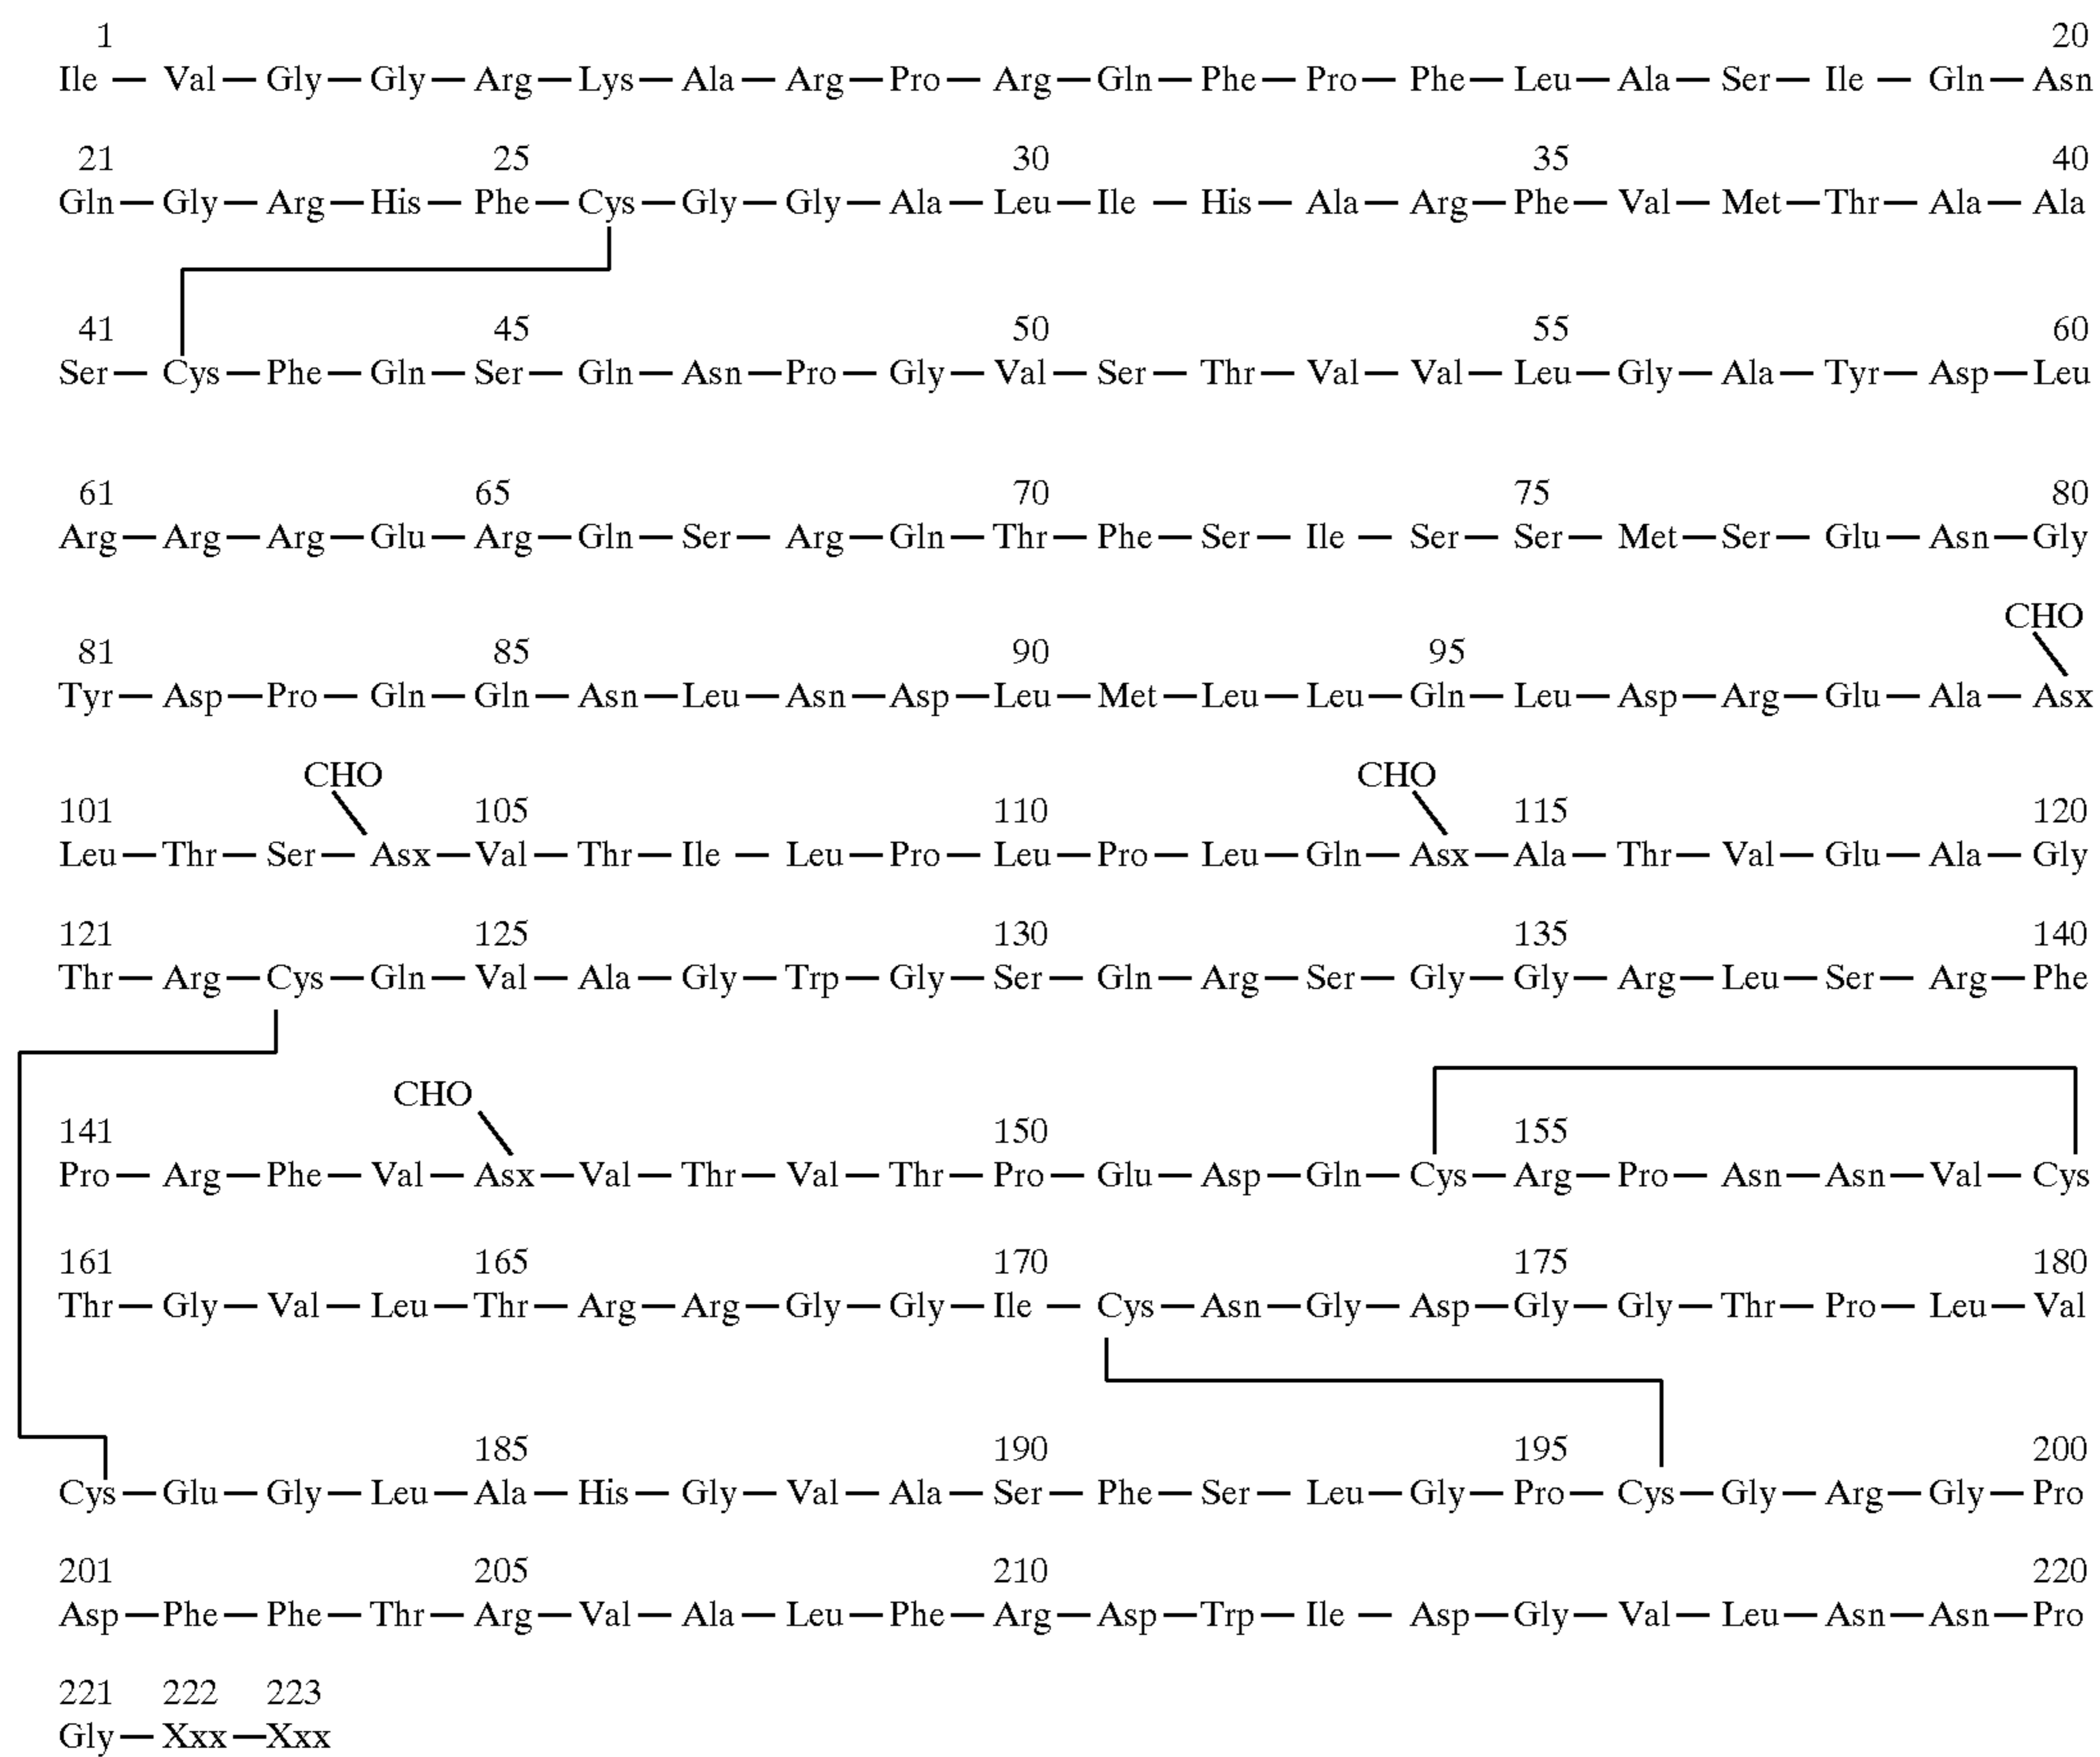 1 20
Ile — Val — Gly — Gly — Arg — Lys — Ala — Arg — Pro — Arg — Gln — Phe — Pro — Phe — Leu — Ala — Ser — Ile — Gln — Asn
21 25 30 35 40
Gln — Gly — Arg — His — Phe — Cys — Gly — Gly — Ala — Leu — Ile — His — Ala — Arg — Phe — Val — Met — Thr — Ala — Ala
41 45 50 55 60
Ser — Cys — Phe — Gln — Ser — Gln — Asn — Pro — Gly — Val — Ser — Thr — Val — Val — Leu — Gly — Ala — Tyr — Asp — Leu
61 65 70 75 80
Arg — Arg — Arg — Glu — Arg — Gln — Ser — Arg — Gln — Thr — Phe — Ser — Ile — Ser — Ser — Met — Ser — Glu — Asn — Gly
CHO
81 85 90 95
Tyr — Asp — Pro — Gln — Gln — Asn — Leu — Asn — Asp — Leu — Met — Leu — Leu — Gln — Leu — Asp — Arg — Glu — Ala — Asx
CHO CHO
101 105 110 115 120
Leu — Thr — Ser — Asx — Val — Thr — Ile — Leu — Pro — Leu — Pro — Leu — Gln — Asx — Ala — Thr — Val — Glu — Ala — Gly
121 125 130 135 140
Thr — Arg — Cys — Gln — Val — Ala — Gly — Trp — Gly — Ser — Gln — Arg — Ser — Gly — Gly — Arg — Leu — Ser — Arg — Phe
CHO
141 150 155
Pro — Arg — Phe — Val — Asx — Val — Thr — Val — Thr — Pro — Glu — Asp — Gln — Cys — Arg — Pro — Asn — Asn — Val — Cys
161 165 170 175 180
Thr — Gly — Val — Leu — Thr — Arg — Arg — Gly — Gly — Ile — Cys — Asn — Gly — Asp — Gly — Gly — Thr — Pro — Leu — Val
185 190 195 200
Cys — Glu — Gly — Leu — Ala — His — Gly — Val — Ala — Ser — Phe — Ser — Leu — Gly — Pro — Cys — Gly — Arg — Gly — Pro
201 205 210 220
Asp — Phe — Phe — Thr — Arg — Val — Ala — Leu — Phe — Arg — Asp — Trp — Ile — Asp — Gly — Val — Leu — Asn — Asn — Pro
221 222 223
Gly — Xxx — Xxx